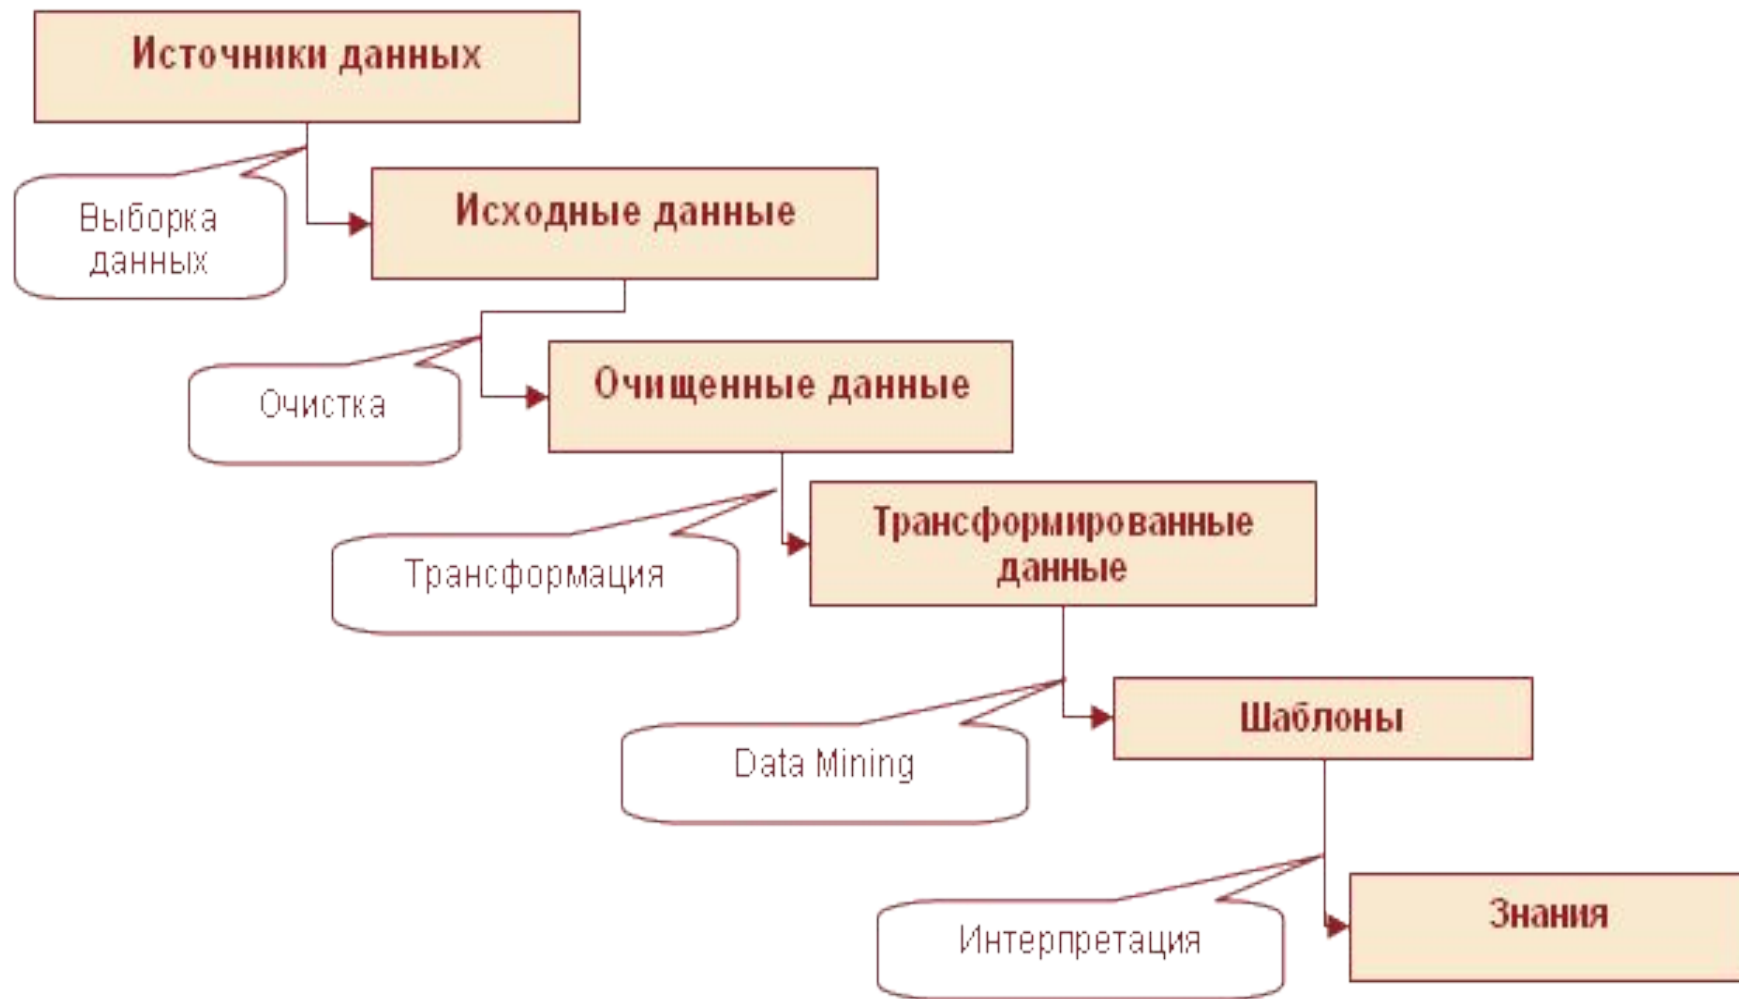 Источники данных
Выборка
данных
Исходные данные
Очистка
Очищенные данные
Трансформация
Трансформированные
данные
Data Mining
Шаблоны
Интерпретация
Знания